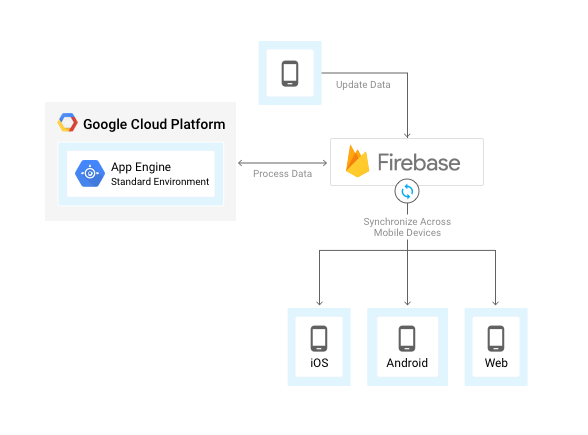 Update Data
Google Cloud Platform
App Engine
Standard Environment
Process Data
Firebase
Synchronize Across
Mobile Devices
iOS
Android
Web